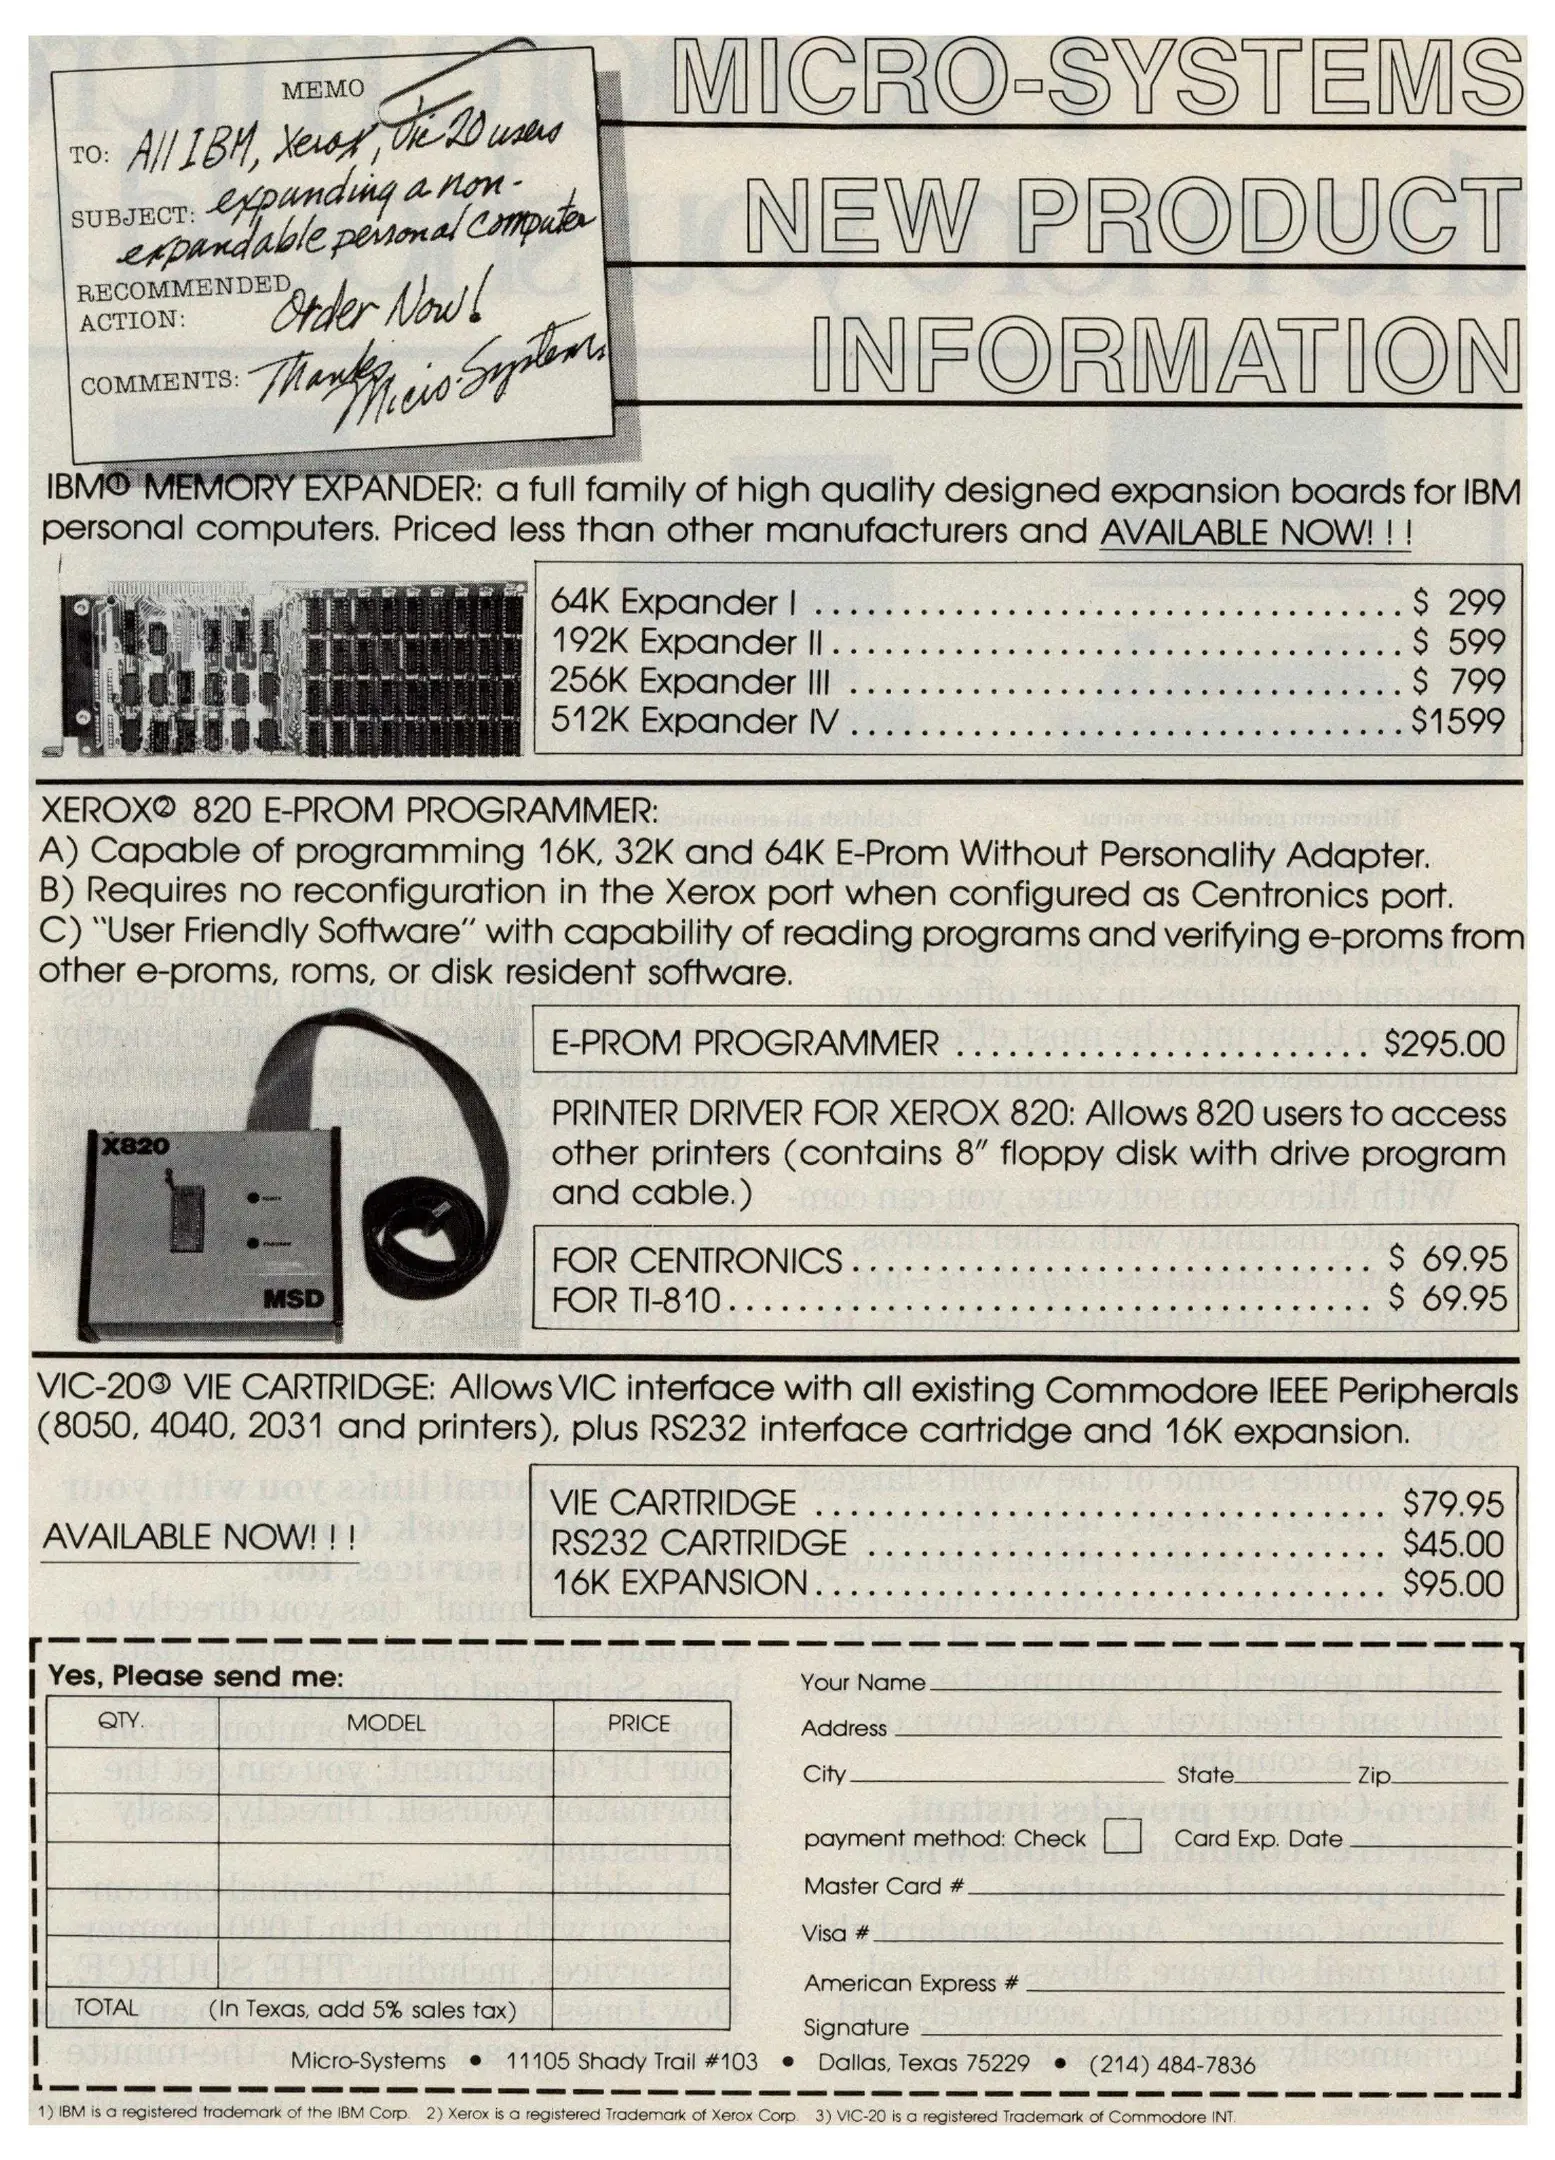 MEMO
TO: All IBM, Xerox, Vic 20 users
SUBJECT: expanding a non-
expandable personal computer
RECOMMENDED
ACTION: Order Now!
COMMENTS: Thanks
Micro-Systems
MICRO-SYSTEMS
NEW PRODUCT
INFORMATION
IBM① MEMORY EXPANDER: a full family of high quality designed expansion boards for IBM
personal computers. Priced less than other manufacturers and AVAILABLE NOW! ! !
64K Expander I ................................. $ 299
192K Expander II ................................ $ 599
256K Expander III ............................... $ 799
512K Expander IV ............................... $1599
XEROX② 820 E-PROM PROGRAMMER:
A) Capable of programming 16K, 32K and 64K E-Prom Without Personality Adapter.
B) Requires no reconfiguration in the Xerox port when configured as Centronics port.
C) "User Friendly Software" with capability of reading programs and verifying e-proms from
other e-proms, roms, or disk resident software.
X820
MSD
E-PROM PROGRAMMER ........................ $295.00
PRINTER DRIVER FOR XEROX 820: Allows 820 users to access
other printers (contains 8" floppy disk with drive program
and cable.)
FOR CENTRONICS .............................. $ 69.95
FOR TI-810 ..................................... $ 69.95
VIC-20③ VIE CARTRIDGE: Allows VIC interface with all existing Commodore IEEE Peripherals
(8050, 4040, 2031 and printers), plus RS232 interface cartridge and 16K expansion.
AVAILABLE NOW! ! !
VIE CARTRIDGE ................................ $79.95
RS232 CARTRIDGE ............................. $45.00
16K EXPANSION ................................ $95.00
Yes, Please send me:
QTY. MODEL PRICE
TOTAL (In Texas, add 5% sales tax)
Your Name
Address
City State Zip
payment method: Check Card Exp. Date
Master Card #
Visa #
American Express #
Signature
Micro-Systems • 11105 Shady Trail #103 • Dallas, Texas 75229 • (214) 484-7836
1) IBM is a registered trademark of the IBM Corp. 2) Xerox is a registered Trademark of Xerox Corp. 3) VIC-20 is a registered Trademark of Commodore INT.